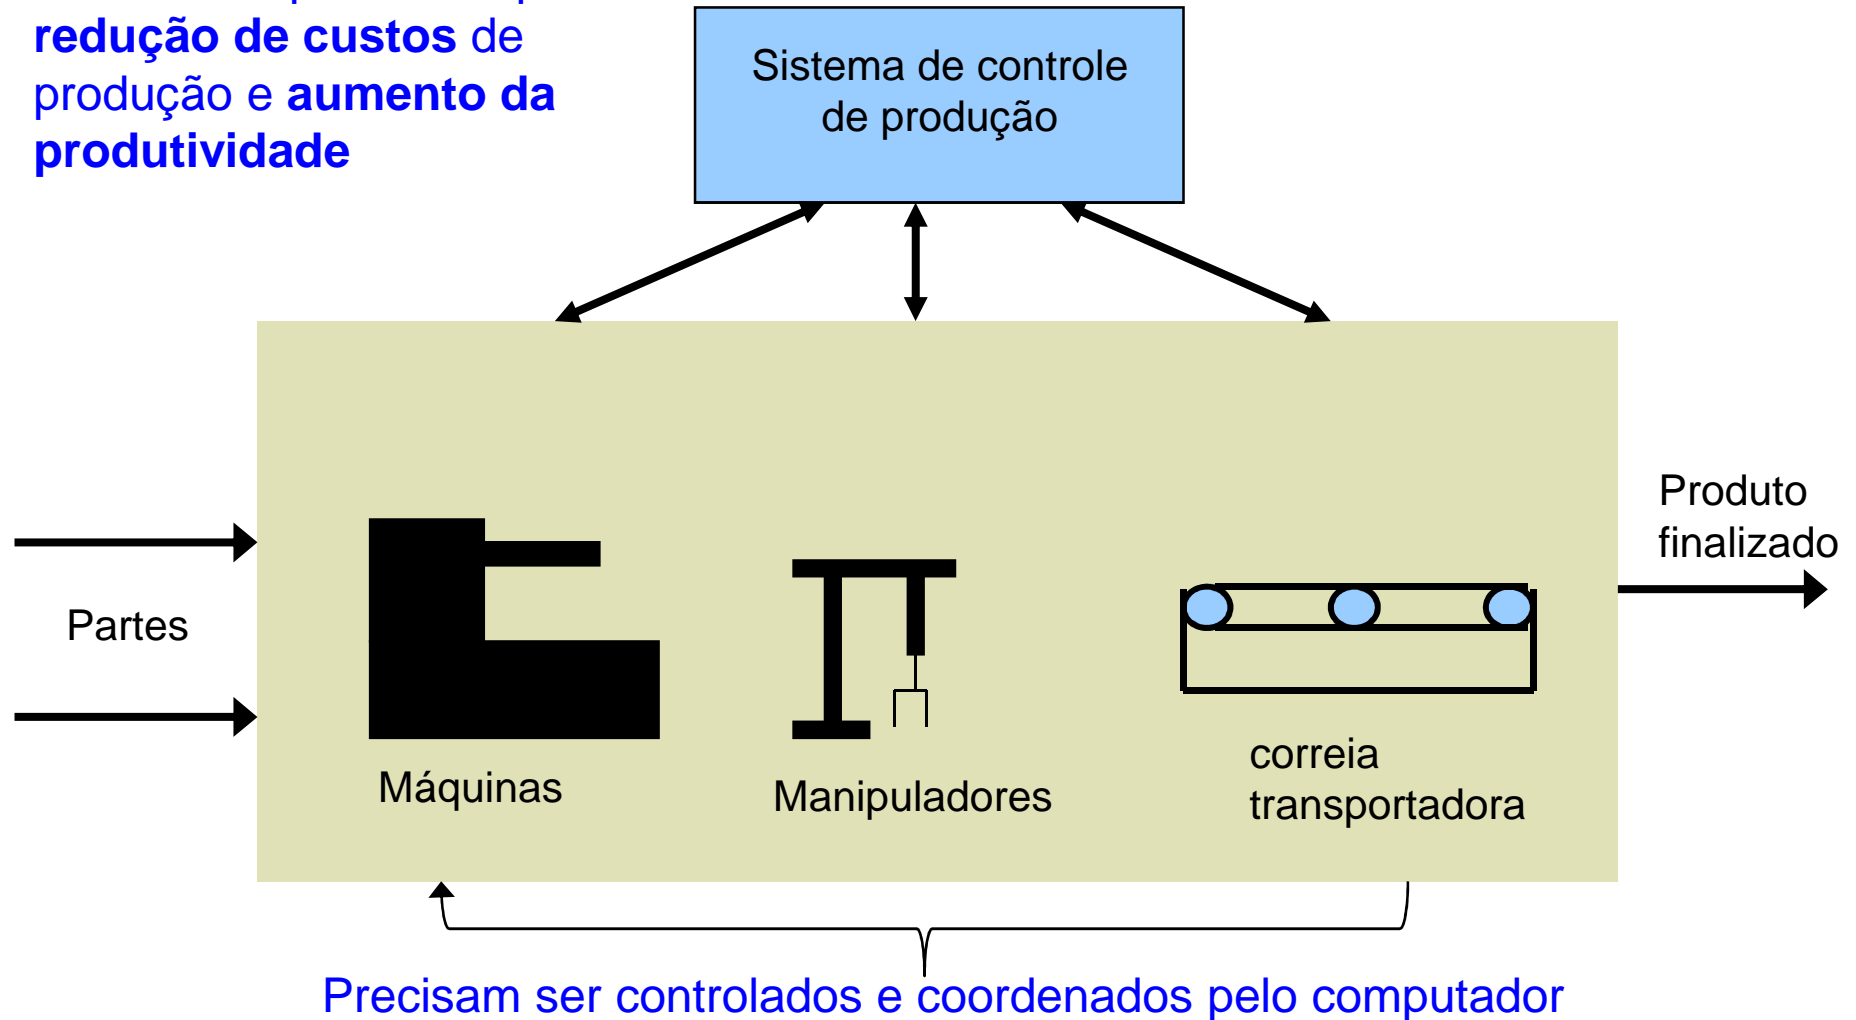 redução de custos de
produção e aumento da
produtividade
Sistema de controle
de produção
Produto
finalizado
Partes
Máquinas
Manipuladores
correia
transportadora
Precisam ser controlados e coordenados pelo computador